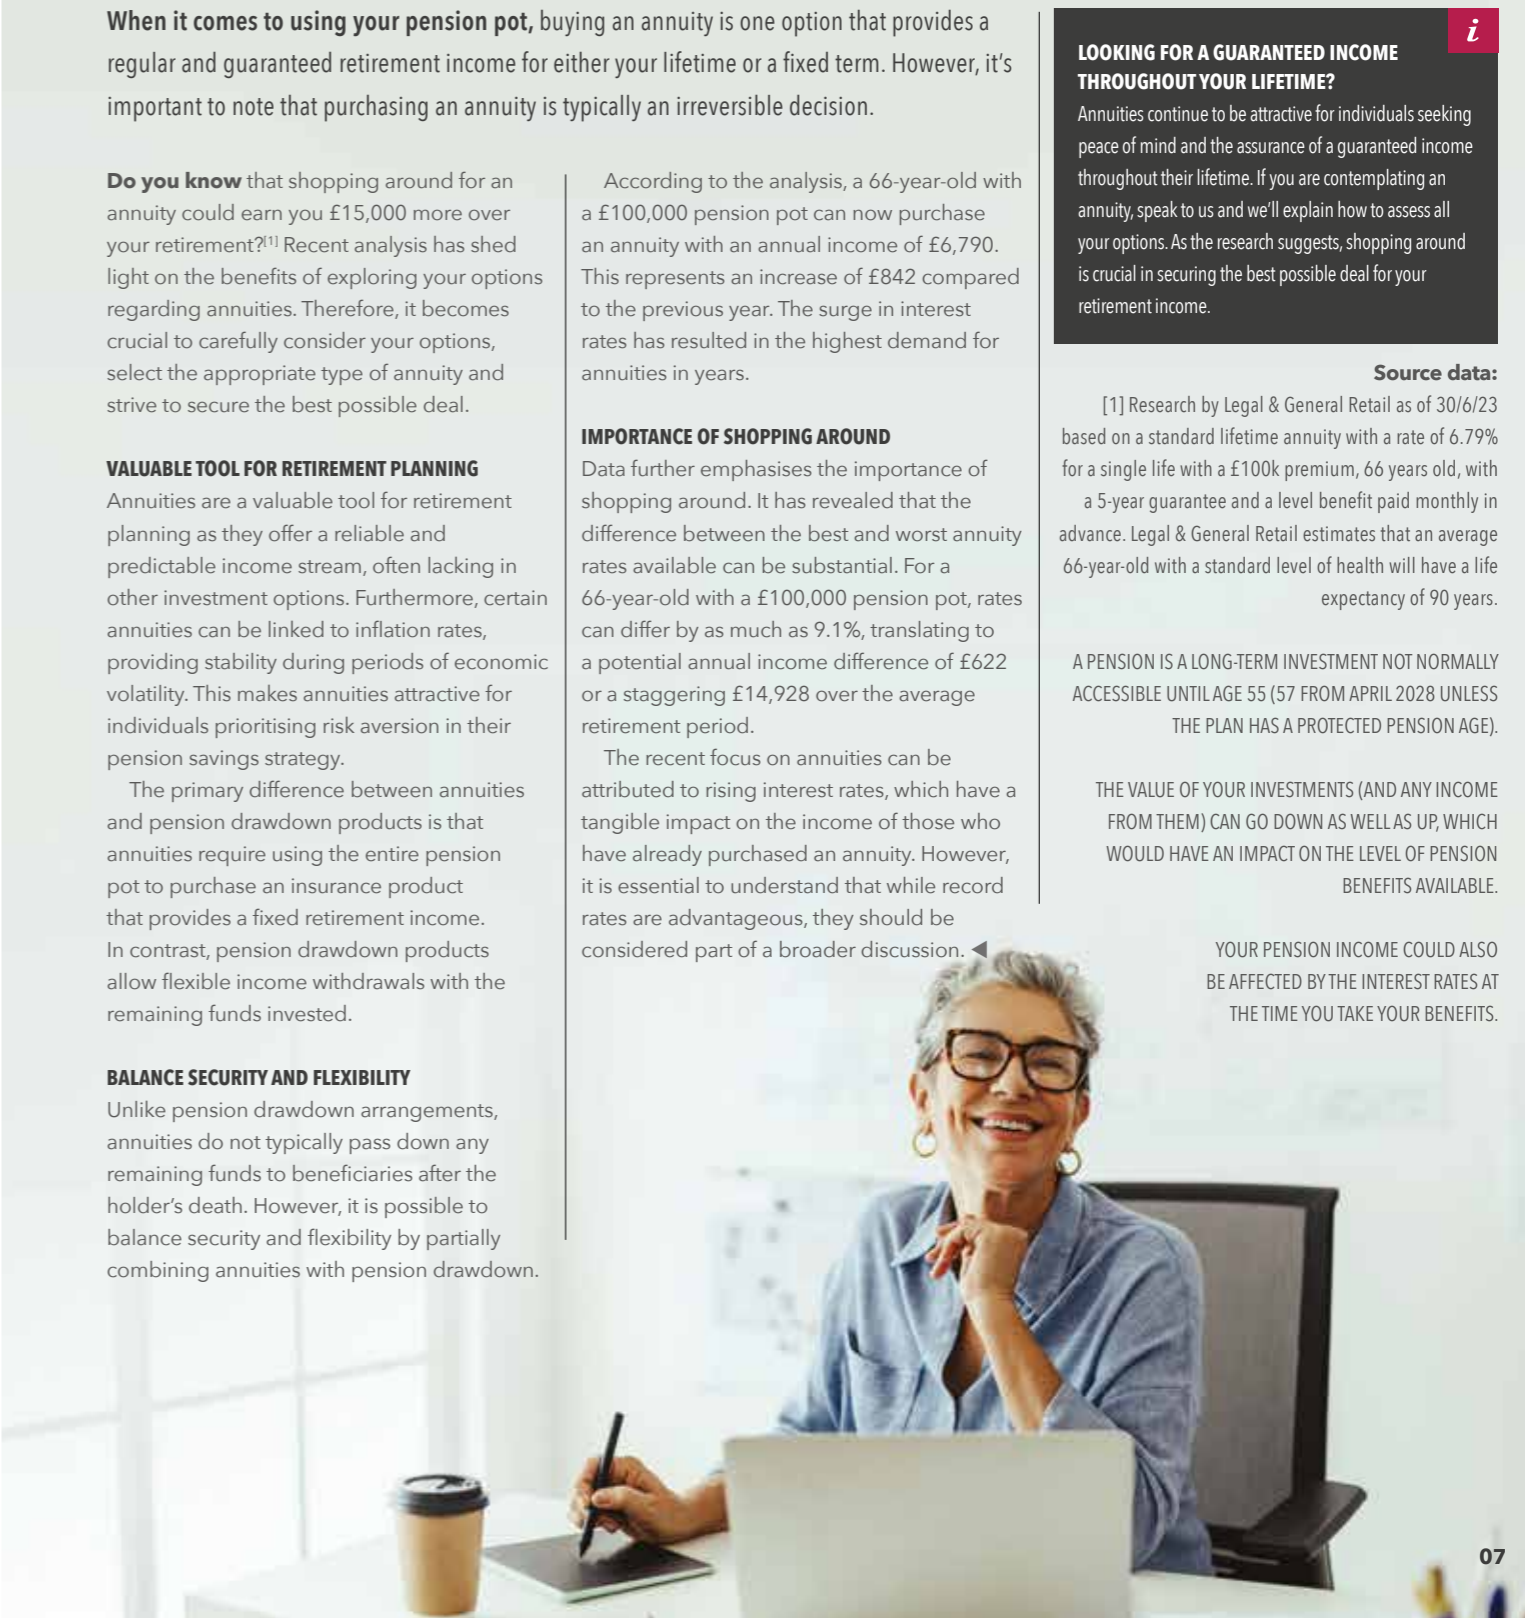 When it comes to using your pension pot, buying an annuity is one option that provides a
regular and guaranteed retirement income for either your lifetime or a fixed term. However, it’s
important to note that purchasing an annuity is typically an irreversible decision.
Do you know that shopping around for an
annuity could earn you £15,000 more over
your retirement?[1] Recent analysis has shed
light on the benefits of exploring your options
regarding annuities. Therefore, it becomes
crucial to carefully consider your options,
select the appropriate type of annuity and
strive to secure the best possible deal.
VALUABLE TOOL FOR RETIREMENT PLANNING
Annuities are a valuable tool for retirement
planning as they offer a reliable and
predictable income stream, often lacking in
other investment options. Furthermore, certain
annuities can be linked to inflation rates,
providing stability during periods of economic
volatility. This makes annuities attractive for
individuals prioritising risk aversion in their
pension savings strategy.
The primary difference between annuities
and pension drawdown products is that
annuities require using the entire pension
pot to purchase an insurance product
that provides a fixed retirement income.
In contrast, pension drawdown products
allow flexible income withdrawals with the
remaining funds invested.
BALANCE SECURITY AND FLEXIBILITY
Unlike pension drawdown arrangements,
annuities do not typically pass down any
remaining funds to beneficiaries after the
holder’s death. However, it is possible to
balance security and flexibility by partially
combining annuities with pension drawdown.
According to the analysis, a 66-year-old with
a £100,000 pension pot can now purchase
an annuity with an annual income of £6,790.
This represents an increase of £842 compared
to the previous year. The surge in interest
rates has resulted in the highest demand for
annuities in years.
IMPORTANCE OF SHOPPING AROUND
Data further emphasises the importance of
shopping around. It has revealed that the
difference between the best and worst annuity
rates available can be substantial. For a
66-year-old with a £100,000 pension pot, rates
can differ by as much as 9.1%, translating to
a potential annual income difference of £622
or a staggering £14,928 over the average
retirement period.
The recent focus on annuities can be
attributed to rising interest rates, which have a
tangible impact on the income of those who
have already purchased an annuity. However,
it is essential to understand that while record
rates are advantageous, they should be
considered part of a broader discussion. ◀
i
LOOKING FOR A GUARANTEED INCOME
THROUGHOUT YOUR LIFETIME?
Annuities continue to be attractive for individuals seeking
peace of mind and the assurance of a guaranteed income
throughout their lifetime. If you are contemplating an
annuity, speak to us and we’ll explain how to assess all
your options. As the research suggests, shopping around
is crucial in securing the best possible deal for your
retirement income.
Source data:
[1] Research by Legal & General Retail as of 30/6/23
based on a standard lifetime annuity with a rate of 6.79%
for a single life with a £100k premium, 66 years old, with
a 5-year guarantee and a level benefit paid monthly in
advance. Legal & General Retail estimates that an average
66-year-old with a standard level of health will have a life
expectancy of 90 years.
A PENSION IS A LONG-TERM INVESTMENT NOT NORMALLY
ACCESSIBLE UNTIL AGE 55 (57 FROM APRIL 2028 UNLESS
THE PLAN HAS A PROTECTED PENSION AGE).
THE VALUE OF YOUR INVESTMENTS (AND ANY INCOME
FROM THEM) CAN GO DOWN AS WELL AS UP, WHICH
WOULD HAVE AN IMPACT ON THE LEVEL OF PENSION
BENEFITS AVAILABLE.
YOUR PENSION INCOME COULD ALSO
BE AFFECTED BY THE INTEREST RATES AT
THE TIME YOU TAKE YOUR BENEFITS.
07